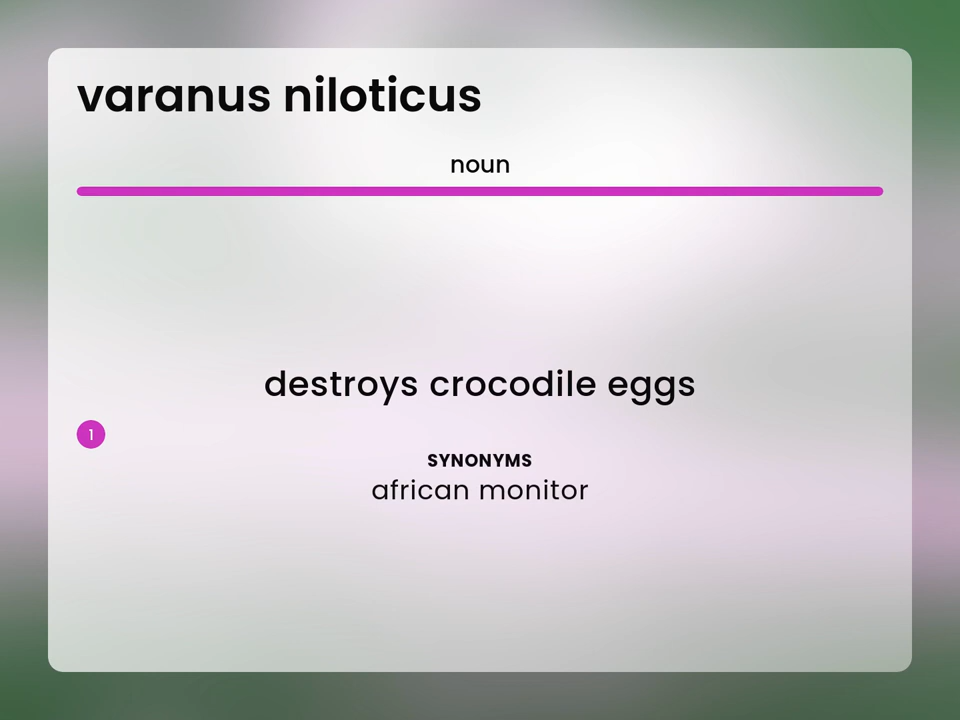 varanus niloticus
noun
destroys crocodile eggs
1
SYNONYMS
african monitor